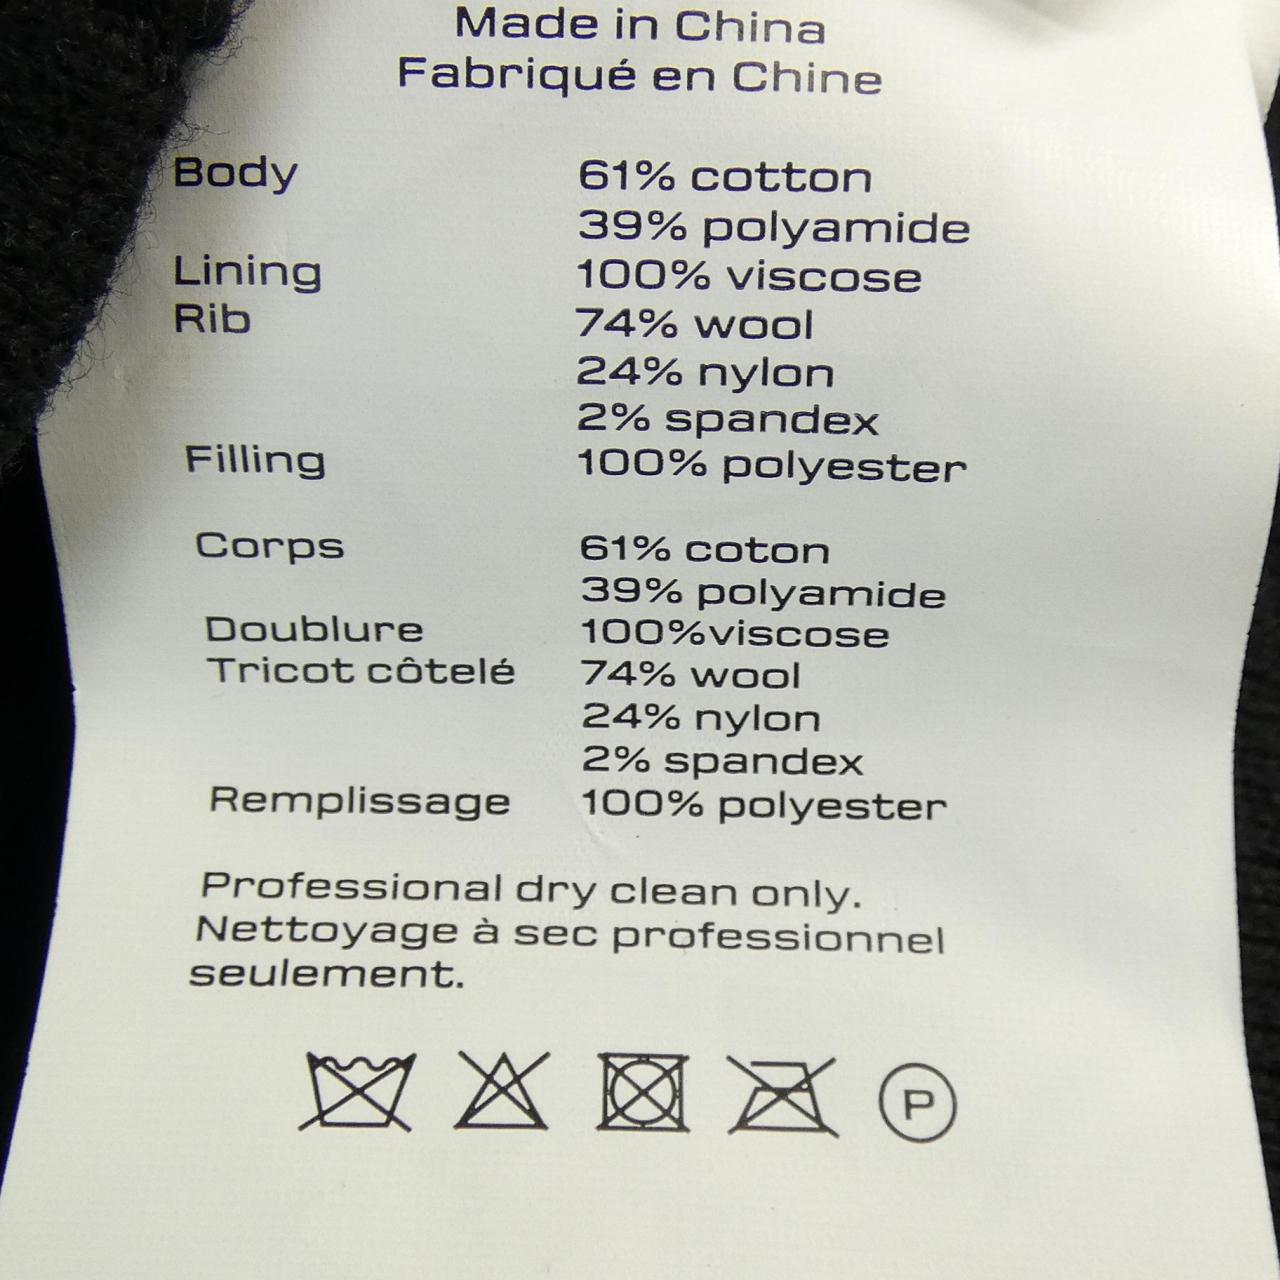 Made in China
Fabriqué en Chine
Body 61% cotton
39% polyamide
Lining 100% viscose
Rib 74% wool
24% nylon
2% spandex
Filling 100% polyester
Corps 61% coton
39% polyamide
Doublure 100%viscose
Tricot côtelé 74% wool
24% nylon
2% spandex
Remplissage 100% polyester
Professional dry clean only.
Nettoyage à sec professionnel
seulement.
P